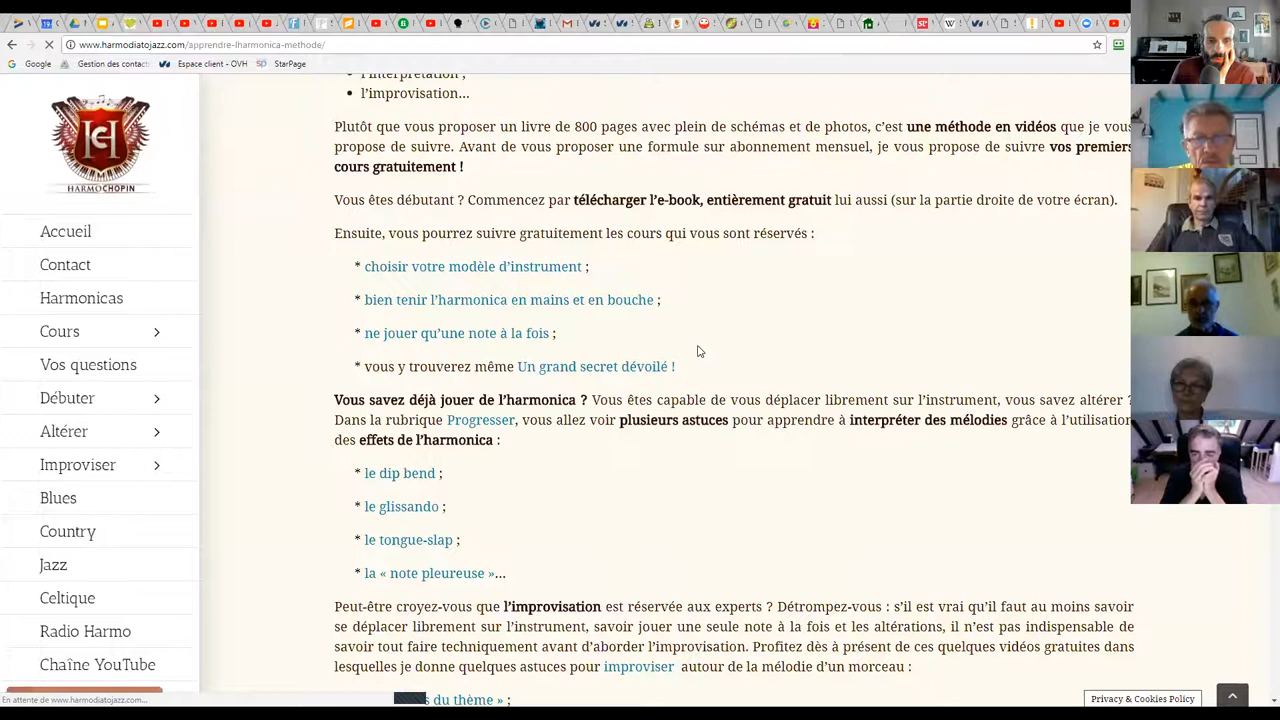 www.harmodiatojazz.com/apprendre-lharmonica-methode/
Google
Gestion des contact
Espace client - OVH
StarPage
HC
HARMOCHOPIN
Accueil
Contact
Harmonicas
Cours
Vos questions
Débuter
Altérer
Improviser
Blues
Country
Jazz
Celtique
Radio Harmo
Chaîne YouTube
En attente de www.harmodiatojazz.com...
• l'interprétation ;
• l'improvisation…
Plutôt que vous proposer un livre de 800 pages avec plein de schémas et de photos, c'est une méthode en vidéos que je vous
propose de suivre. Avant de vous proposer une formule sur abonnement mensuel, je vous propose de suivre vos premiers
cours gratuitement !
Vous êtes débutant ? Commencez par télécharger l'e-book, entièrement gratuit lui aussi (sur la partie droite de votre écran).
Ensuite, vous pourrez suivre gratuitement les cours qui vous sont réservés :
* choisir votre modèle d'instrument ;
* bien tenir l'harmonica en mains et en bouche ;
* ne jouer qu'une note à la fois ;
* vous y trouverez même Un grand secret dévoilé !
Vous savez déjà jouer de l'harmonica ? Vous êtes capable de vous déplacer librement sur l'instrument, vous savez altérer ?
Dans la rubrique Progresser, vous allez voir plusieurs astuces pour apprendre à interpréter des mélodies grâce à l'utilisation
des effets de l'harmonica :
* le dip bend ;
* le glissando ;
* le tongue-slap ;
* la « note pleureuse »…
Peut-être croyez-vous que l'improvisation est réservée aux experts ? Détrompez-vous : s'il est vrai qu'il faut au moins savoir
se déplacer librement sur l'instrument, savoir jouer une seule note à la fois et les altérations, il n'est pas indispensable de
savoir tout faire techniquement avant d'aborder l'improvisation. Profitez dès à présent de ces quelques vidéos gratuites dans
lesquelles je donne quelques astuces pour improviser autour de la mélodie d'un morceau :
du thème » ;
Privacy & Cookies Policy